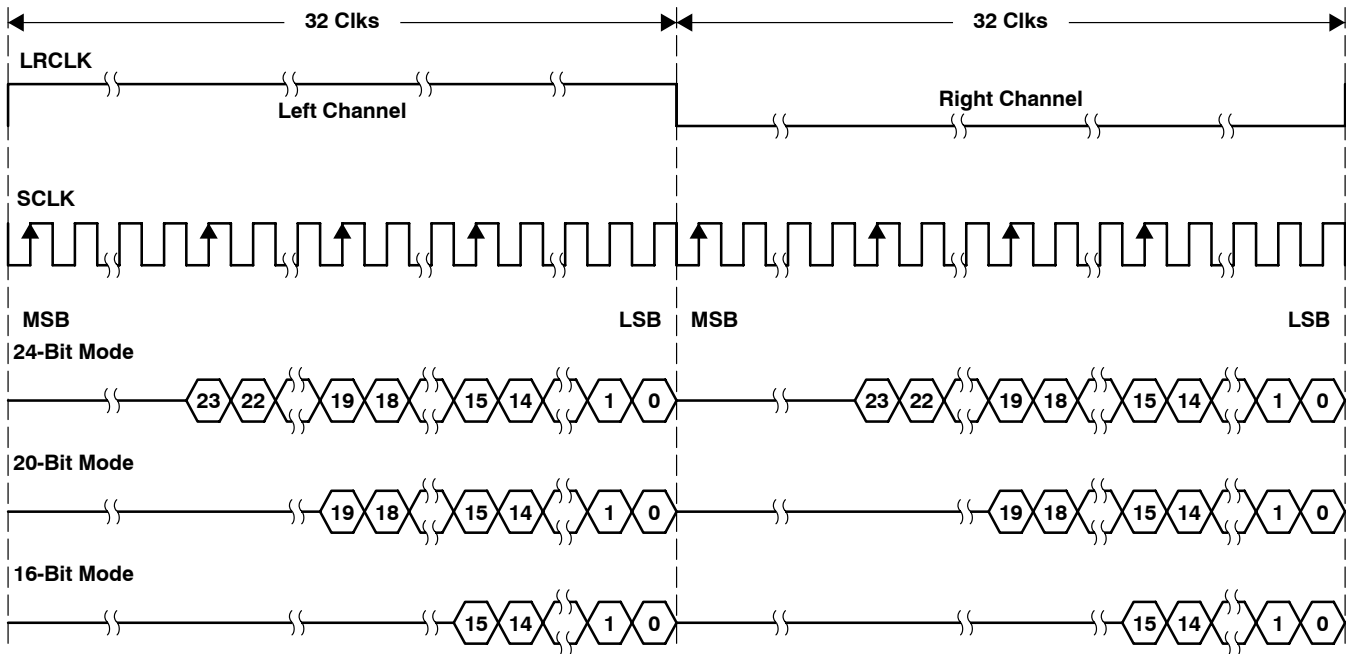 32 Clks 32 Clks
LRCLK
Left Channel Right Channel
SCLK
MSB LSB MSB LSB
24-Bit Mode
23 22 19 18 15 14 1 0 23 22 19 18 15 14 1 0
20-Bit Mode
19 18 15 14 1 0 19 18 15 14 1 0
16-Bit Mode
15 14 1 0 15 14 1 0